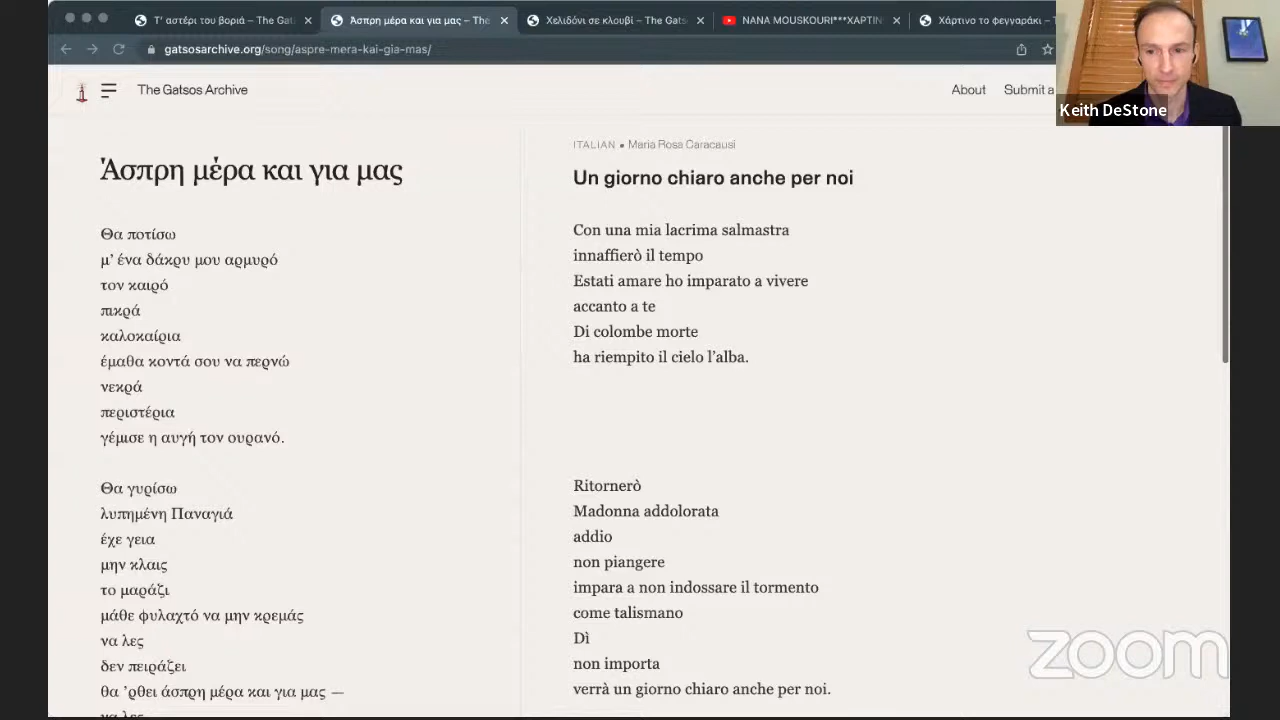 Τ' αστέρι του βοριά – The Gats
Άσπρη μέρα και για μας – The
Χελιδόνι σε κλουβί – The Gats
NANA MOUSKOURI***ΧΑΡΤΙΝ
Χάρτινο το φεγγαράκι –
gatsosarchive.org/song/aspre-mera-kai-gia-mas/
Keith DeStone
The Gatsos Archive
About
Submit a
Άσπρη μέρα και για μας
Θα ποτίσω
μ' ένα δάκρυ μου αρμυρό
τον καιρό
πικρά
καλοκαίρια
έμαθα κοντά σου να περνώ
νεκρά
περιστέρια
γέμισε η αυγή τον ουρανό.
Θα γυρίσω
λυπημένη Παναγιά
έχε γεια
μην κλαις
το μαράζι
μάθε φυλαχτό να μην κρεμάς
να λες
δεν πειράζει
θα 'ρθει άσπρη μέρα και για μας —
να λες
ITALIAN • Maria Rosa Caracausi
Un giorno chiaro anche per noi
Con una mia lacrima salmastra
innaffierò il tempo
Estati amare ho imparato a vivere
accanto a te
Di colombe morte
ha riempito il cielo l'alba.
Ritornerò
Madonna addolorata
addio
non piangere
impara a non indossare il tormento
come talismano
Dì
non importa
verrà un giorno chiaro anche per noi.
zoom